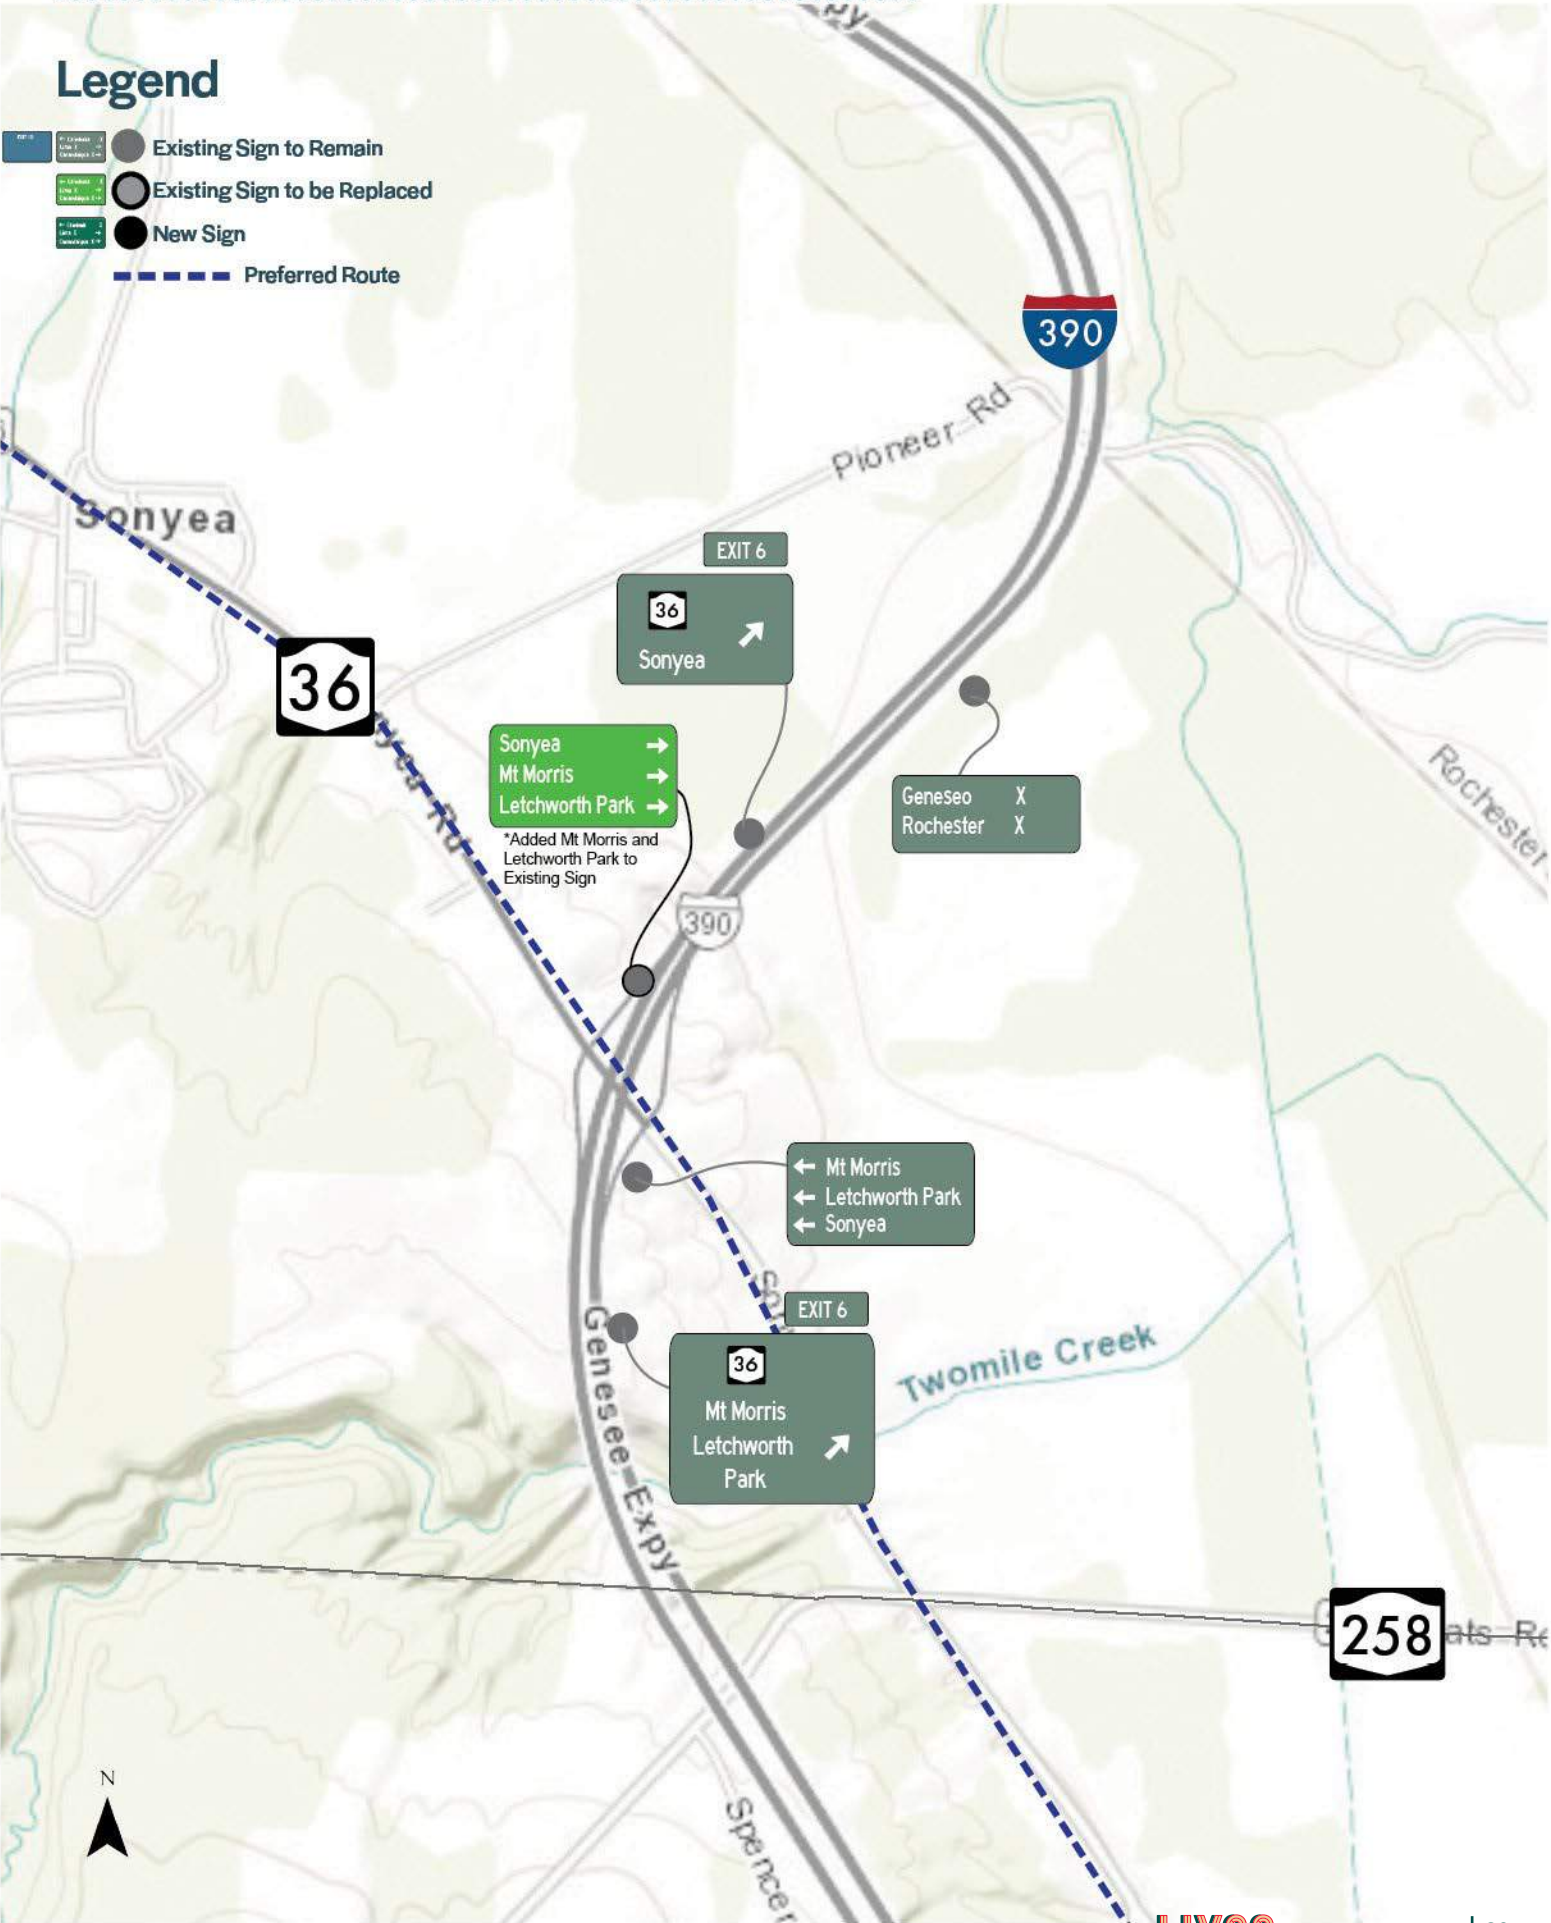 Legend
Existing Sign to Remain
Existing Sign to be Replaced
New Sign
Preferred Route
390
Pioneer Rd
Sonyea
EXIT 6
36
Sonyea
36
Sonyea
Mt Morris
Letchworth Park
*Added Mt Morris and
Letchworth Park to
Existing Sign
Geneseo X
Rochester X
Rochester
Rd
390
Mt Morris
Letchworth Park
Sonyea
EXIT 6
36
Mt Morris
Letchworth
Park
Genesee Expy
Twomile Creek
258
N
Spencer